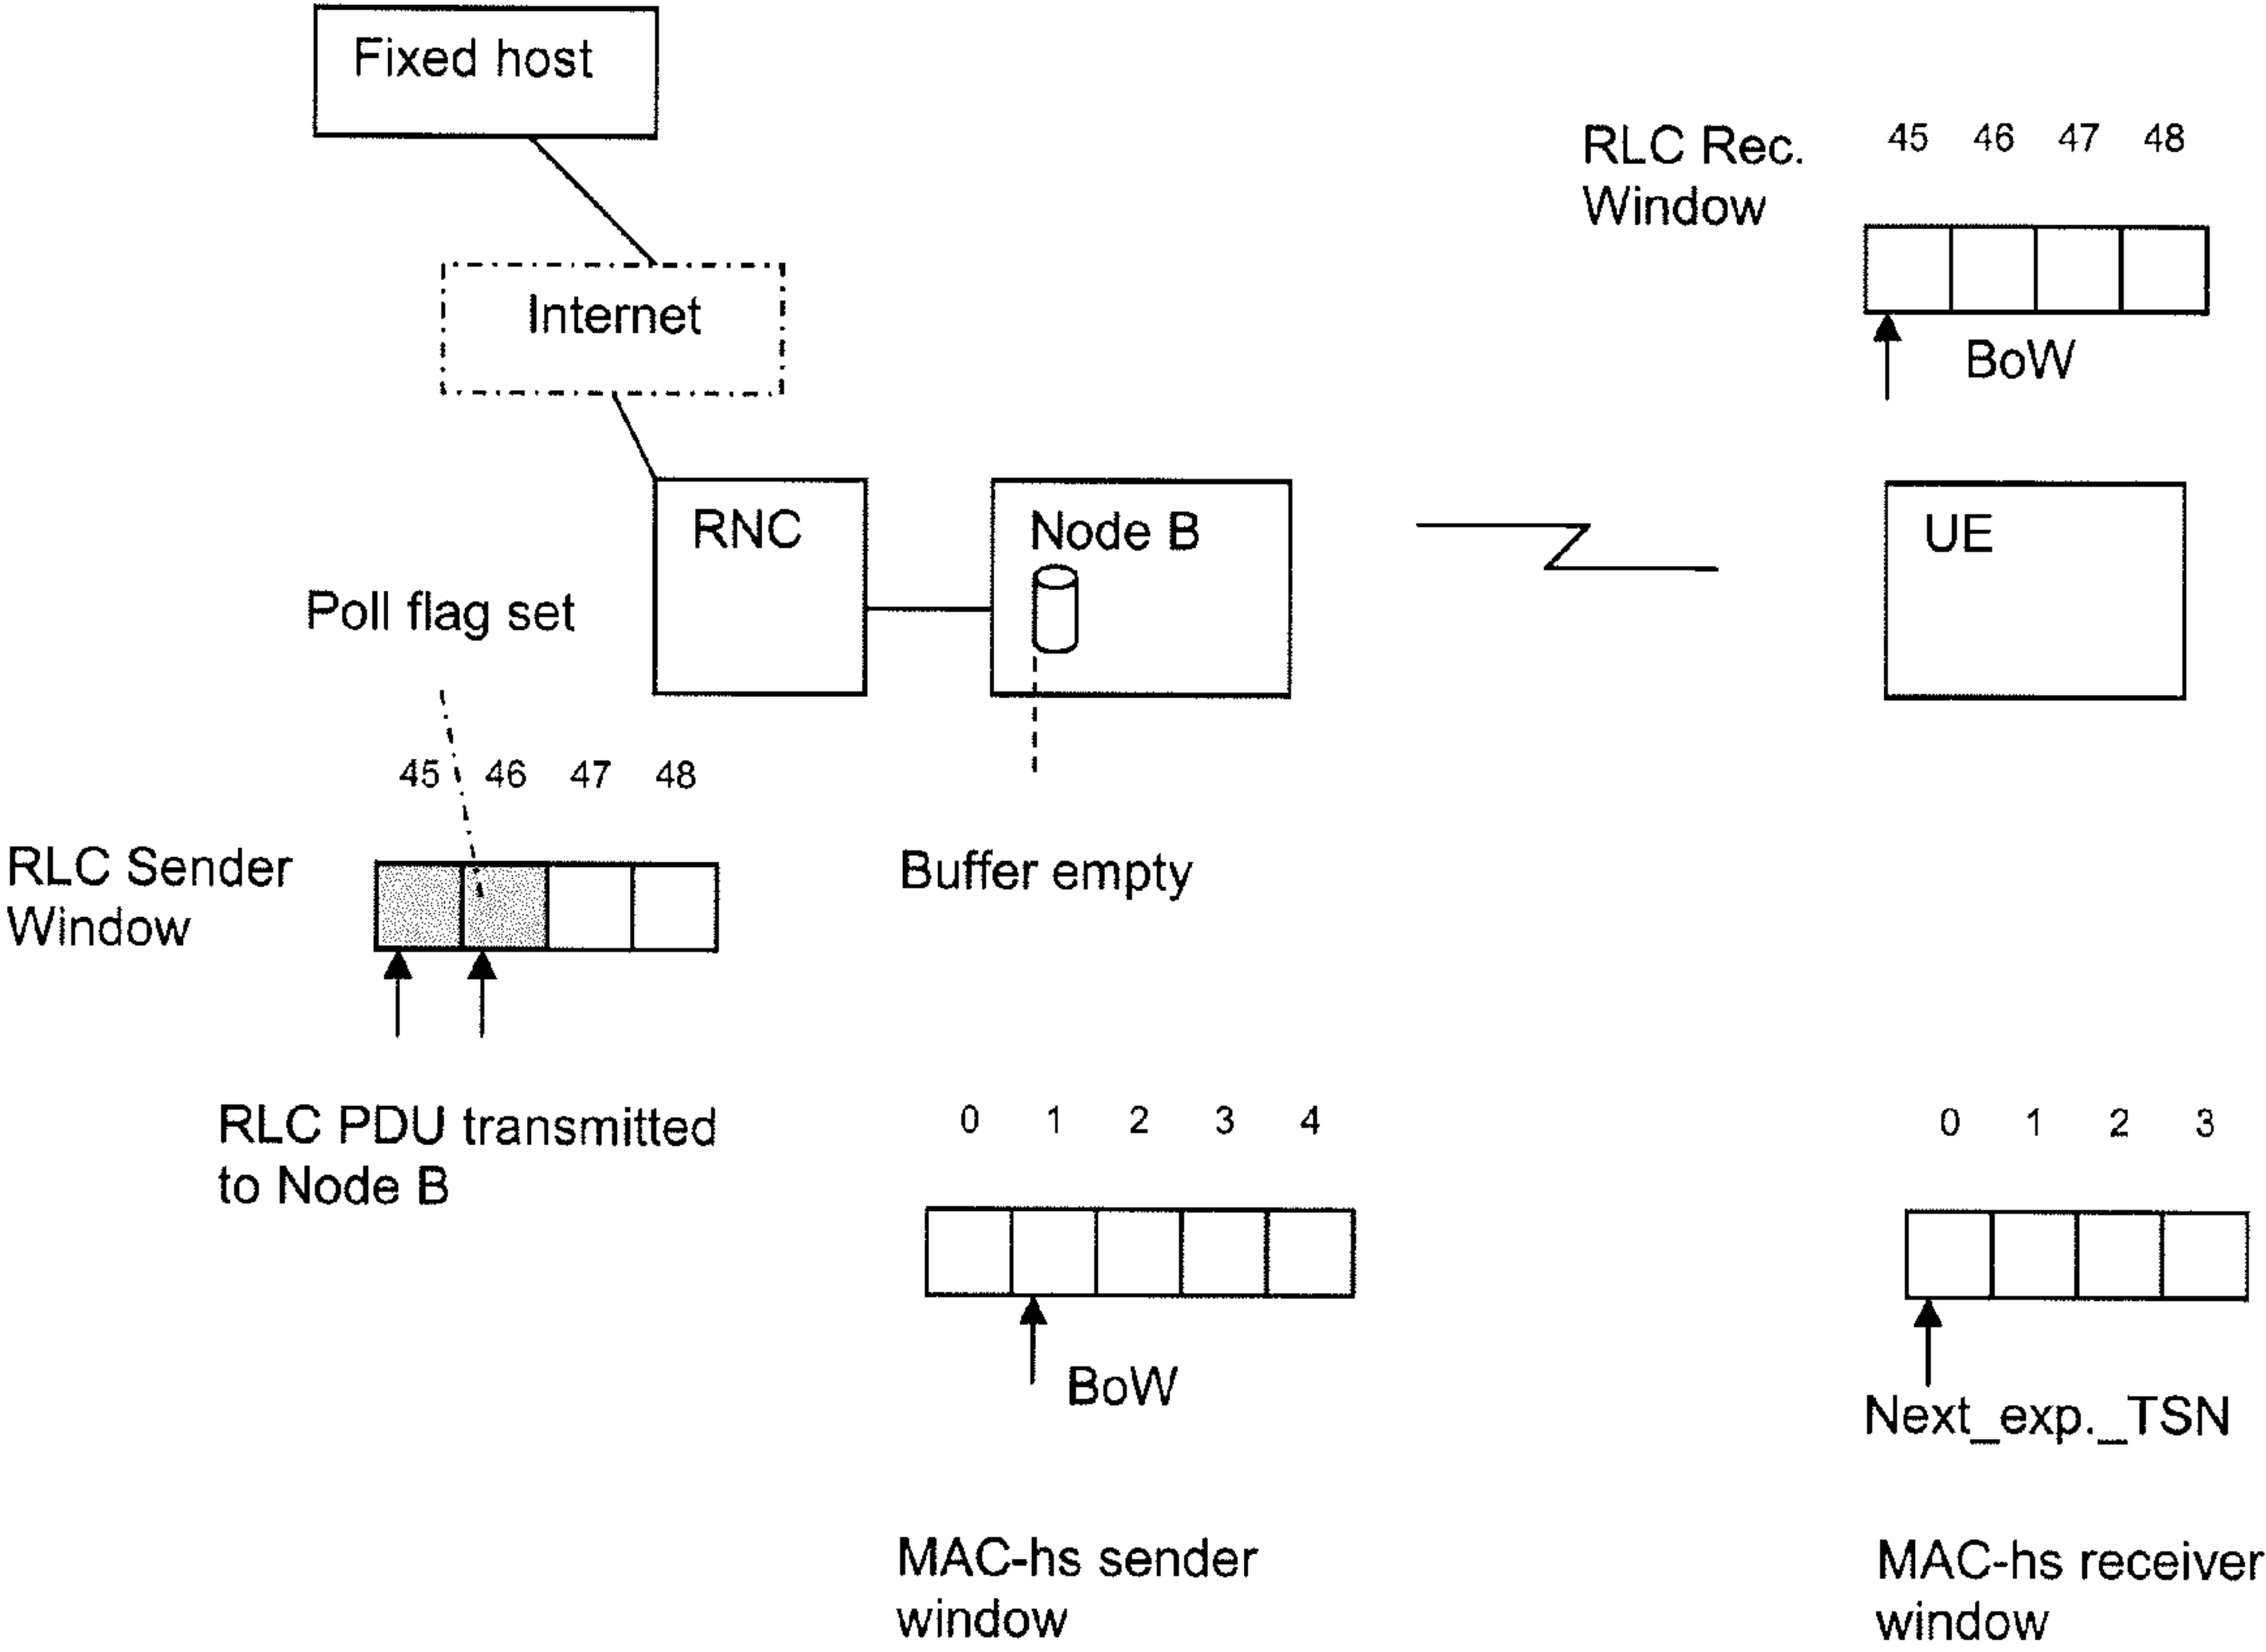 Fixed host
RLC Rec.
Window
45 46 47 48
Internet
BoW
RNC
Node B
UE
Poll flag set
45 46 47 48
RLC Sender
Window
Buffer empty
RLC PDU transmitted
to Node B
0 1 2 3 4
0 1 2 3
BoW
Next_exp._TSN
MAC-hs sender
window
MAC-hs receiver
window